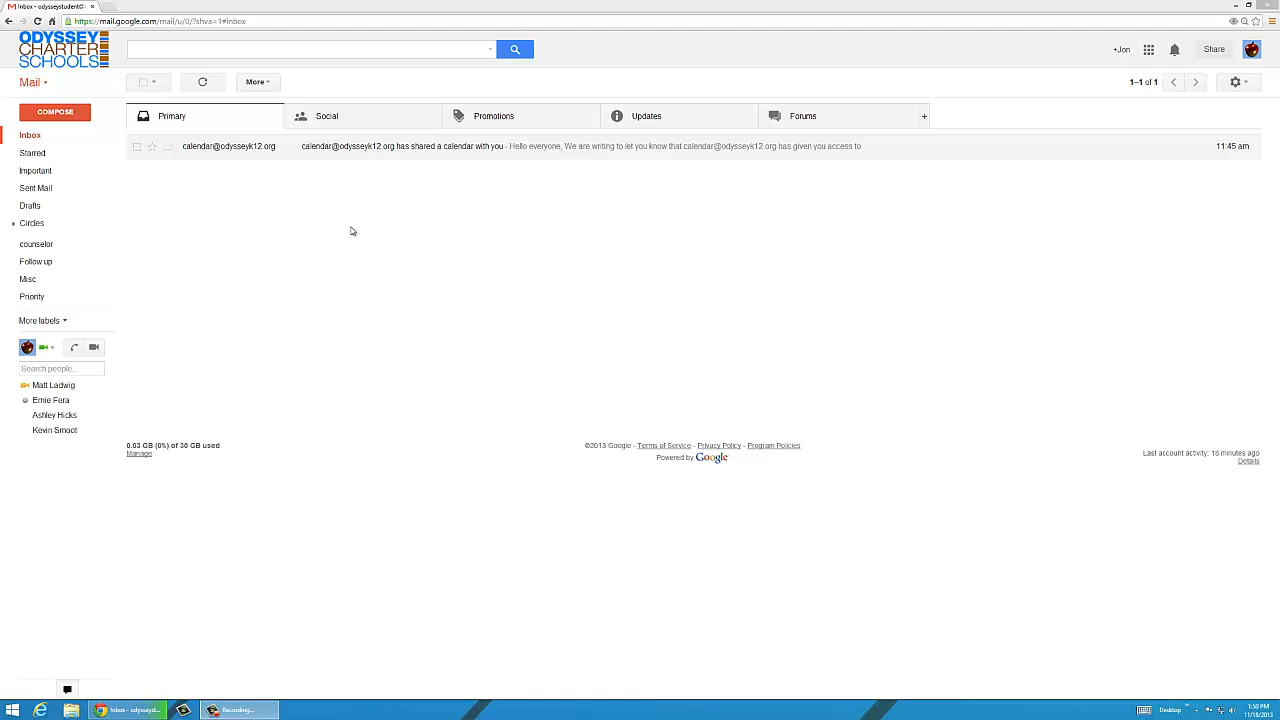 Inbox - odysseystudent@
https://mail.google.com/mail/u/0/?shva=1#inbox
ODYSSEY
CHARTER
SCHOOLS
+Jon
Share
Mail
More
1–1 of 1
COMPOSE
Primary
Social
Promotions
Updates
Forums
+
Inbox
calendar@odysseyk12.org
calendar@odysseyk12.org has shared a calendar with you - Hello everyone, We are writing to let you know that calendar@odysseyk12.org has given you access to
11:45 am
Starred
Important
Sent Mail
Drafts
Circles
counselor
Follow up
Misc
Priority
More labels
Search people...
Matt Ladwig
Ernie Fera
Ashley Hicks
Kevin Smoot
0.03 GB (0%) of 30 GB used
Manage
©2013 Google - Terms of Service - Privacy Policy - Program Policies
Powered by Google
Last account activity: 18 minutes ago
Details
Inbox - odysseyst...
Recording...
Desktop
1:50 PM
11/18/2013